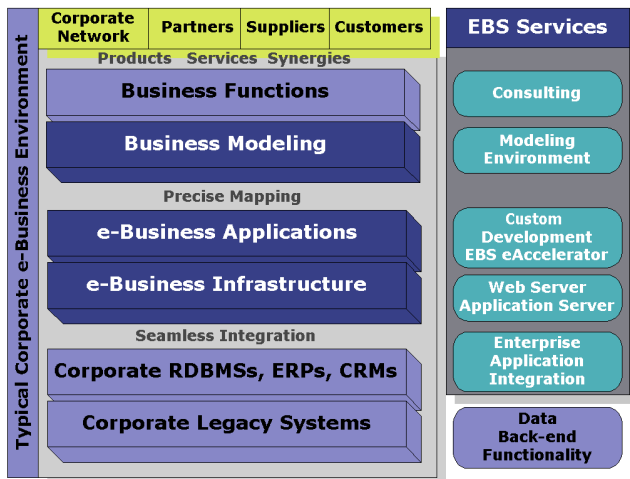 Typical Corporate e-Business Environment
Corporate
Network
Partners
Suppliers
Customers
Products Services Synergies
Business Functions
Business Modeling
Precise Mapping
e-Business Applications
e-Business Infrastructure
Seamless Integration
Corporate RDBMSs, ERPs, CRMs
Corporate Legacy Systems
EBS Services
Consulting
Modeling
Environment
Custom
Development
EBS eAccelerator
Web Server
Application Server
Enterprise
Application
Integration
Data
Back-end
Functionality